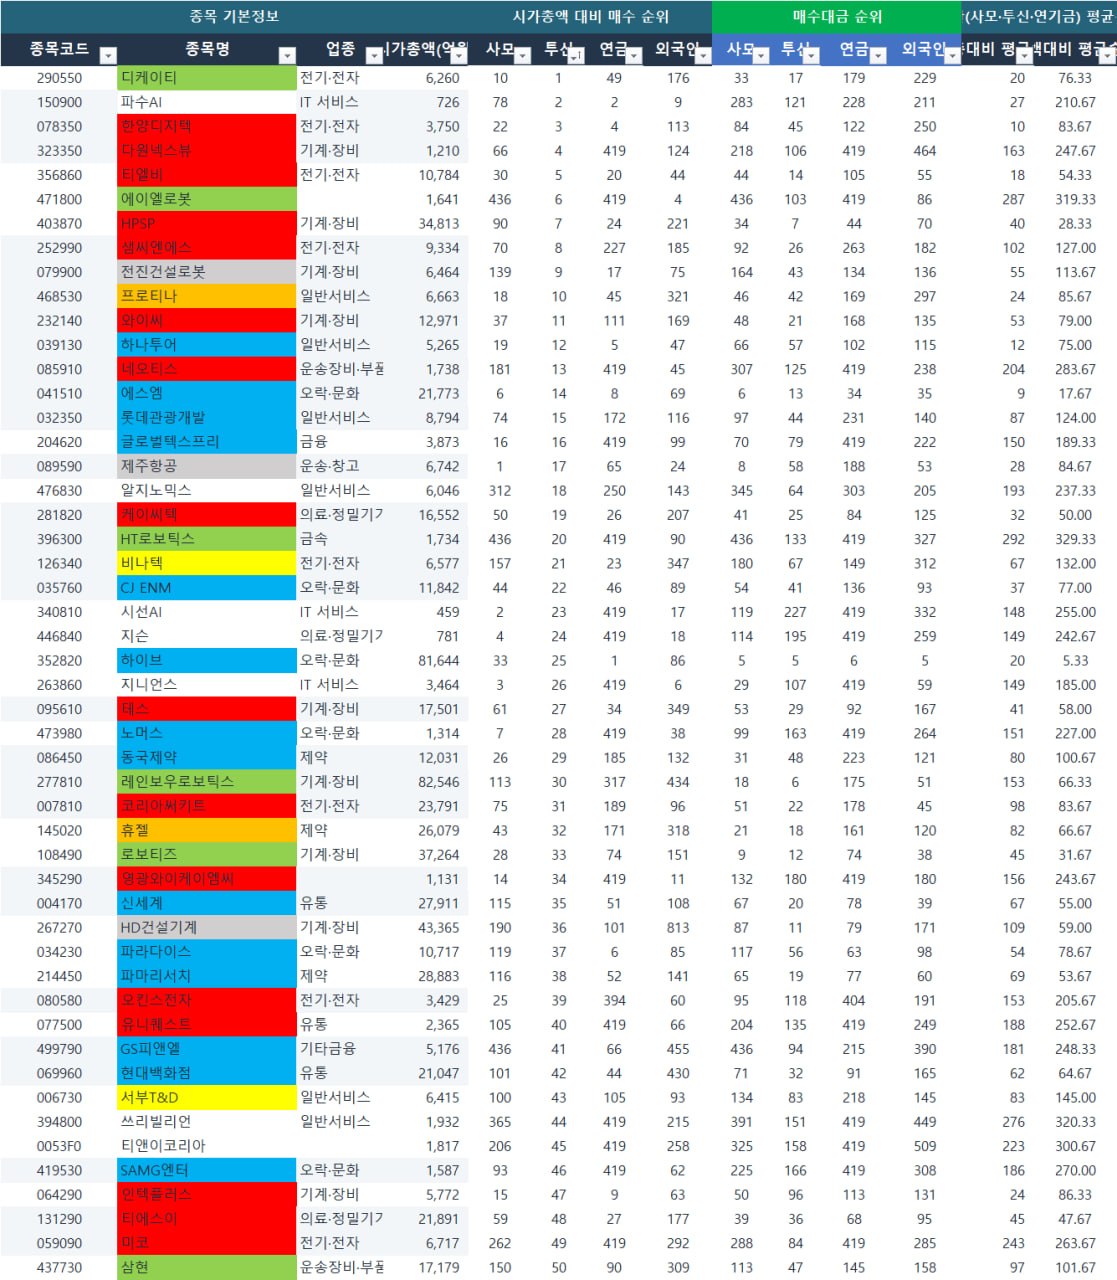 종목 기본정보 시가총액 대비 매수 순위 매수대금 순위 (사모·투신·연기금) 평균
종목코드 종목명 업종 시가총액(억원 사모 투신 연금 외국인 사모 투신 연금 외국인 대비 평균 대비 평균
290550 디케이티 전기·전자 6,260 10 1 49 176 33 17 179 229 20 76.33
150900 파수AI IT 서비스 726 78 2 2 9 283 121 228 211 27 210.67
078350 한양디지텍 전기·전자 3,750 22 3 4 113 84 45 122 250 10 83.67
323350 다원넥스뷰 기계·장비 1,210 66 4 419 124 218 106 419 464 163 247.67
356860 티엘비 전기·전자 10,784 30 5 20 44 44 14 105 55 18 54.33
471800 에이엘로봇 1,641 436 6 419 4 436 103 419 86 287 319.33
403870 HPSP 기계·장비 34,813 90 7 24 221 34 7 44 70 40 28.33
252990 샘씨엔에스 전기·전자 9,334 70 8 227 185 92 26 263 182 102 127.00
079900 전진건설로봇 기계·장비 6,464 139 9 17 75 164 43 134 136 55 113.67
468530 프로티나 일반서비스 6,663 18 10 45 321 46 42 169 297 24 85.67
232140 와이씨 기계·장비 12,971 37 11 111 169 48 21 168 135 53 79.00
039130 하나투어 일반서비스 5,265 19 12 5 47 66 57 102 115 12 75.00
085910 네오티스 운송장비·부품 1,738 181 13 419 45 307 125 419 238 204 283.67
041510 에스엠 오락·문화 21,773 6 14 8 69 6 13 34 35 9 17.67
032350 롯데관광개발 일반서비스 8,794 74 15 172 116 97 44 231 140 87 124.00
204620 글로벌텍스프리 금융 3,873 16 16 419 99 70 79 419 222 150 189.33
089590 제주항공 운송·창고 6,742 1 17 65 24 8 58 188 53 28 84.67
476830 알지노믹스 일반서비스 6,046 312 18 250 143 345 64 303 205 193 237.33
281820 케이씨텍 의료·정밀기기 16,552 50 19 26 207 41 25 84 125 32 50.00
396300 HT로보틱스 금속 1,734 436 20 419 90 436 133 419 327 292 329.33
126340 비나텍 전기·전자 6,577 157 21 23 347 180 67 149 312 67 132.00
035760 CJ ENM 오락·문화 11,842 44 22 46 89 54 41 136 93 37 77.00
340810 시선AI IT 서비스 459 2 23 419 17 119 227 419 332 148 255.00
446840 지슨 의료·정밀기기 781 4 24 419 18 114 195 419 259 149 242.67
352820 하이브 오락·문화 81,644 33 25 1 86 5 5 6 5 20 5.33
263860 지니언스 IT 서비스 3,464 3 26 419 6 29 107 419 59 149 185.00
095610 테스 기계·장비 17,501 61 27 34 349 53 29 92 167 41 58.00
473980 노머스 오락·문화 1,314 7 28 419 38 99 163 419 264 151 227.00
086450 동국제약 제약 12,031 26 29 185 132 31 48 223 121 80 100.67
277810 레인보우로보틱스 기계·장비 82,546 113 30 317 434 18 6 175 51 153 66.33
007810 코리아써키트 전기·전자 23,791 75 31 189 96 51 22 178 45 98 83.67
145020 휴젤 제약 26,079 43 32 171 318 21 18 161 120 82 66.67
108490 로보티즈 기계·장비 37,264 28 33 74 151 9 12 74 38 45 31.67
345290 영광와이케이엠씨 1,131 14 34 419 11 132 180 419 180 156 243.67
004170 신세계 유통 27,911 115 35 51 108 67 20 78 39 67 55.00
267270 HD건설기계 기계·장비 43,365 190 36 101 813 87 11 79 171 109 59.00
034230 파라다이스 오락·문화 10,717 119 37 6 85 117 56 63 98 54 78.67
214450 파마리서치 제약 28,883 116 38 52 141 65 19 77 60 69 53.67
080580 오킨스전자 전기·전자 3,429 25 39 394 60 95 118 404 191 153 205.67
077500 유니퀘스트 유통 2,365 105 40 419 66 204 135 419 249 188 252.67
499790 GS피앤엘 기타금융 5,176 436 41 66 455 436 94 215 390 181 248.33
069960 현대백화점 유통 21,047 101 42 44 430 71 32 91 165 62 64.67
006730 서부T&D 일반서비스 6,415 100 43 105 93 134 83 218 145 83 145.00
394800 쓰리빌리언 일반서비스 1,932 365 44 419 215 391 151 419 449 276 320.33
0053F0 티앤이코리아 1,817 206 45 419 258 325 158 419 509 223 300.67
419530 SAMG엔터 오락·문화 1,587 93 46 419 62 225 166 419 308 186 270.00
064290 인텍플러스 기계·장비 5,772 15 47 9 63 50 96 113 131 24 86.33
131290 티에스이 의료·정밀기기 21,891 59 48 27 177 39 36 68 95 45 47.67
059090 미코 전기·전자 6,717 262 49 419 292 288 84 419 285 243 263.67
437730 삼현 운송장비·부품 17,179 150 50 90 309 113 47 145 158 97 101.67